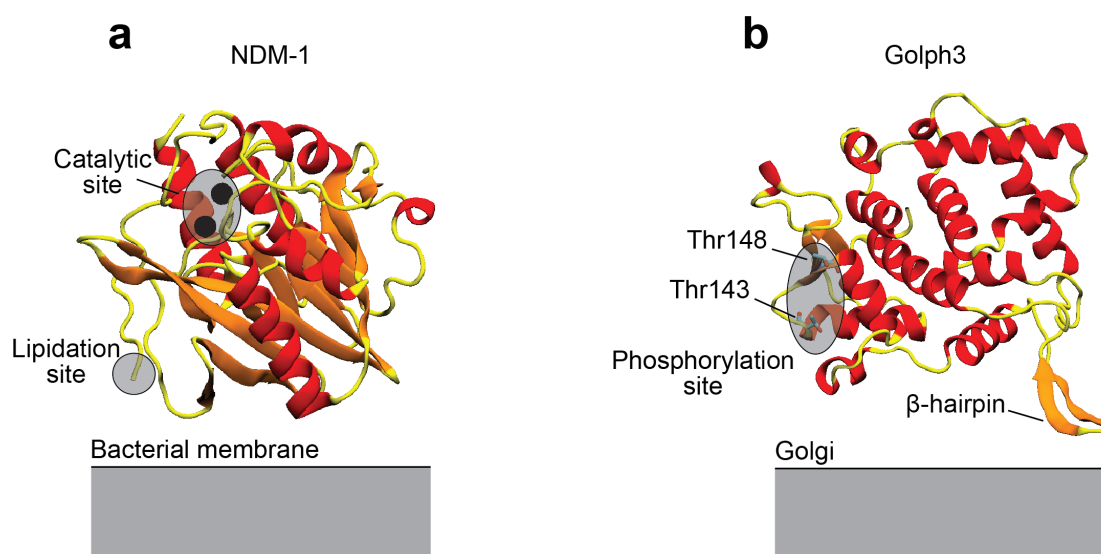 a
NDM-1
Catalytic
site
Lipidation
site
Bacterial membrane
b
Golph3
Thr148
Thr143
Phosphorylation
site
β-hairpin
Golgi